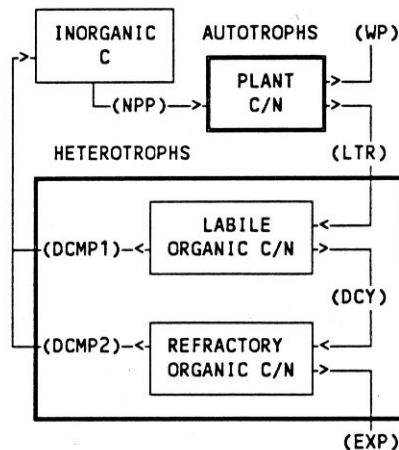 INORGANIC
C
AUTOTROPHS
(WP)
PLANT
C/N
(NPP)
HETEROTROPHS
(LTR)
LABILE
ORGANIC C/N
(DCMP1)
(DCY)
REFRACTORY
ORGANIC C/N
(DCMP2)
(EXP)